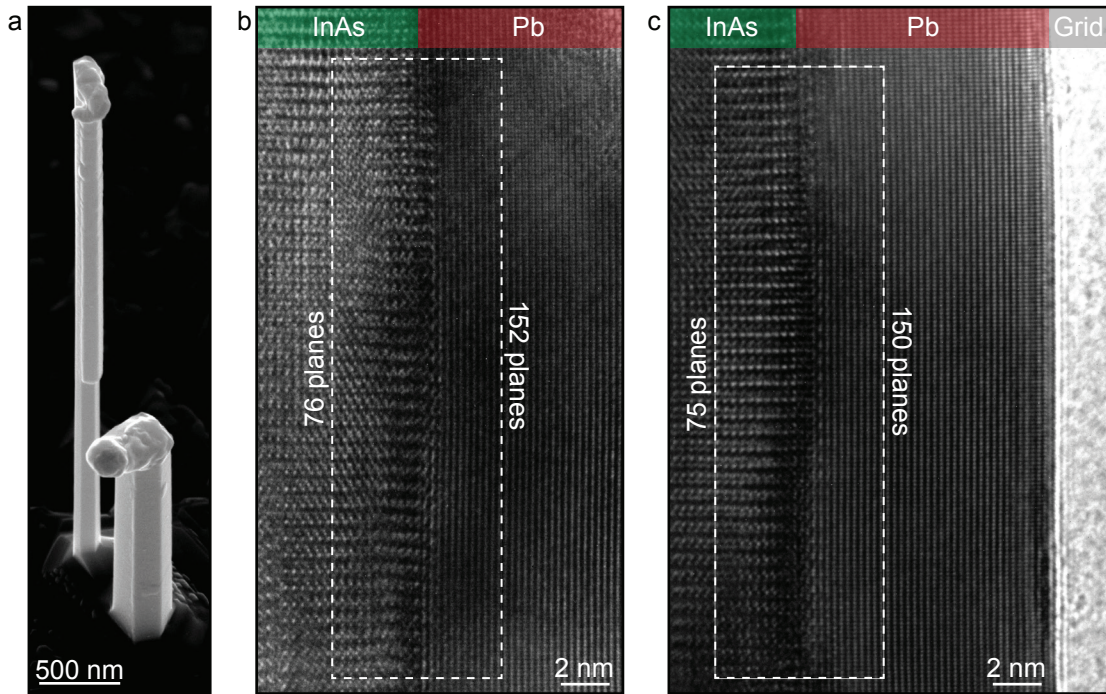 a
500 nm
b
InAs
Pb
76 planes
152 planes
2 nm
c
InAs
Pb
Grid
75 planes
150 planes
2 nm